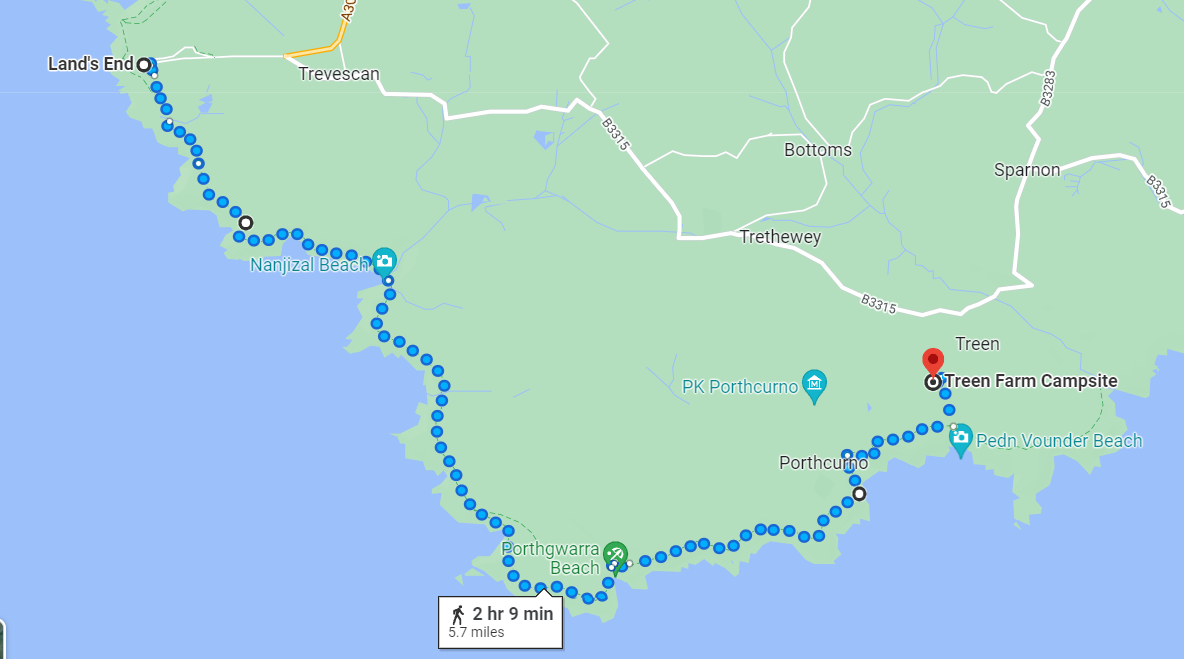 A30
Land's End
Trevescan
B3283
B3315
Bottoms
Sparnon
B3315
Trethewey
Nanjizal Beach
B3315
Treen
PK Porthcurno
Treen Farm Campsite
Pedn Vounder Beach
Porthcurno
Porthgwarra
Beach
2 hr 9 min
5.7 miles